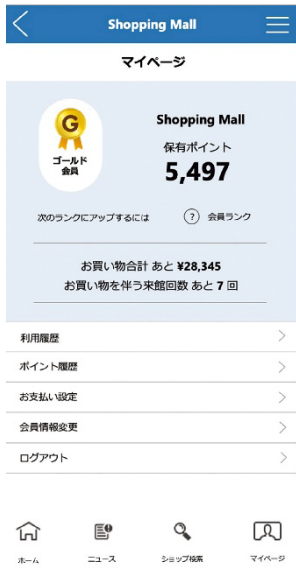 Shopping Mall
マイページ
G
ゴールド
会員
Shopping Mall
保有ポイント
5,497
次のランクにアップするには
? 会員ランク
お買い物合計 あと ¥28,345
お買い物を伴う来館回数 あと 7 回
利用履歴
ポイント履歴
お支払い設定
会員情報変更
ログアウト
ホーム
ニュース
ショップ検索
マイページ